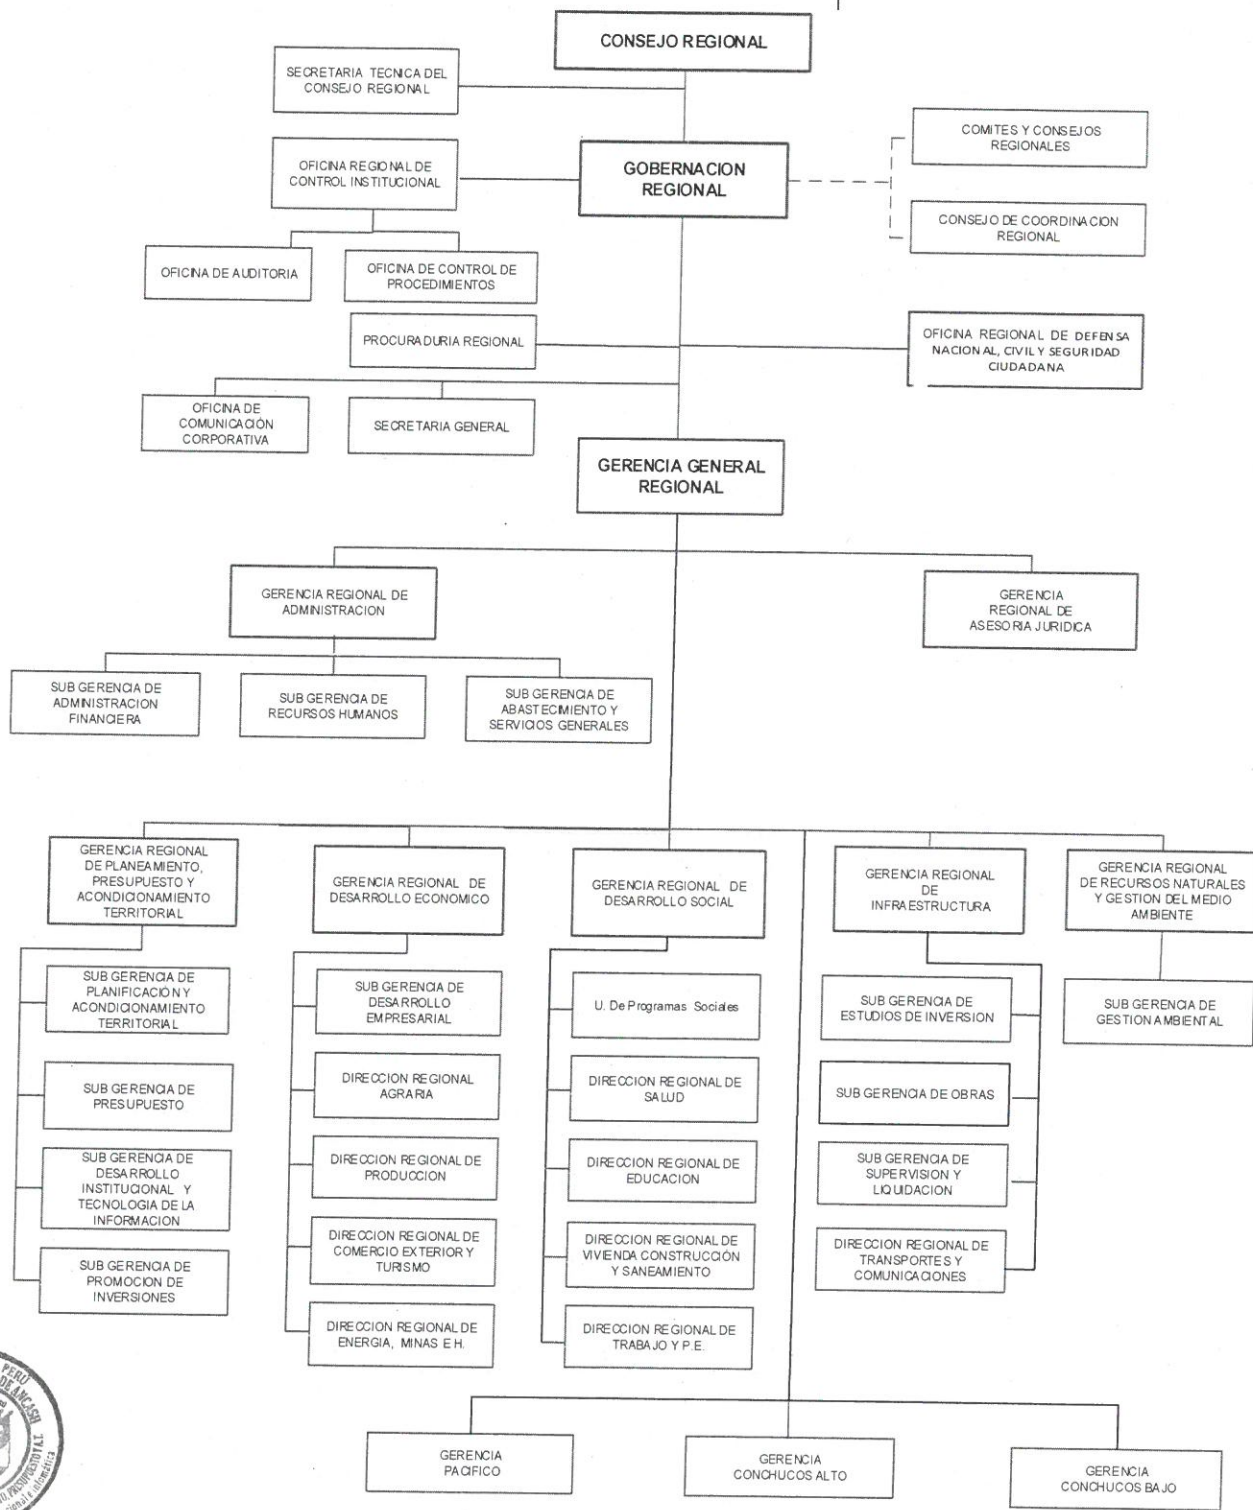 CONSEJO REGIONAL
SECRETARIA TECNICA DEL
CONSEJO REGIONAL
COMITES Y CONSEJOS
REGIONALES
OFICINA REGIONAL DE
CONTROL INSTITUCIONAL
GOBERNACION
REGIONAL
CONSEJO DE COORDINACION
REGIONAL
OFICINA DE AUDITORIA
OFICINA DE CONTROL DE
PROCEDIMIENTOS
PROCURADURIA REGIONAL
OFICINA REGIONAL DE DEFENSA
NACIONAL, CIVIL Y SEGURIDAD
CIUDADANA
OFICINA DE
COMUNICACIÓN
CORPORATIVA
SECRETARIA GENERAL
GERENCIA GENERAL
REGIONAL
GERENCIA REGIONAL DE
ADMINISTRACION
GERENCIA
REGIONAL DE
ASESORIA JURIDICA
SUB GERENCIA DE
ADMINISTRACION
FINANCIERA
SUB GERENCIA DE
RECURSOS HUMANOS
SUB GERENCIA DE
ABASTECIMIENTO Y
SERVICIOS GENERALES
GERENCIA REGIONAL
DE PLANEAMIENTO,
PRESUPUESTO Y
ACONDICIONAMIENTO
TERRITORIAL
GERENCIA REGIONAL DE
DESARROLLO ECONOMICO
GERENCIA REGIONAL DE
DESARROLLO SOCIAL
GERENCIA REGIONAL
DE
INFRAESTRUCTURA
GERENCIA REGIONAL
DE RECURSOS NATURALES
Y GESTION DEL MEDIO
AMBIENTE
SUB GERENCIA DE
PLANIFICACIÓN Y
ACONDICIONAMIENTO
TERRITORIAL
SUB GERENCIA DE
DESARROLLO
EMPRESARIAL
U. De Programas Sociales
SUB GERENCIA DE
ESTUDIOS DE INVERSION
SUB GERENCIA DE
GESTION AMBIENTAL
SUB GERENCIA DE
PRESUPUESTO
DIRECCION REGIONAL
AGRARIA
DIRECCION REGIONAL DE
SALUD
SUB GERENCIA DE OBRAS
SUB GERENCIA DE
DESARROLLO
INSTITUCIONAL Y
TECNOLOGIA DE LA
INFORMACION
DIRECCION REGIONAL DE
PRODUCCION
DIRECCION REGIONAL DE
EDUCACION
SUB GERENCIA DE
SUPERVISION Y
LIQUIDACION
SUB GERENCIA DE
PROMOCION DE
INVERSIONES
DIRECCION REGIONAL DE
COMERCIO EXTERIOR Y
TURISMO
DIRECCION REGIONAL DE
VIVIENDA CONSTRUCCIÓN
Y SANEAMIENTO
DIRECCION REGIONAL DE
TRANSPORTES Y
COMUNICACIONES
DIRECCION REGIONAL DE
ENERGIA, MINAS E H.
DIRECCION REGIONAL DE
TRABAJO Y P.E.
GERENCIA
PACIFICO
GERENCIA
CONCHUCOS ALTO
GERENCIA
CONCHUCOS BAJO
PERÚ
DE ANCASH